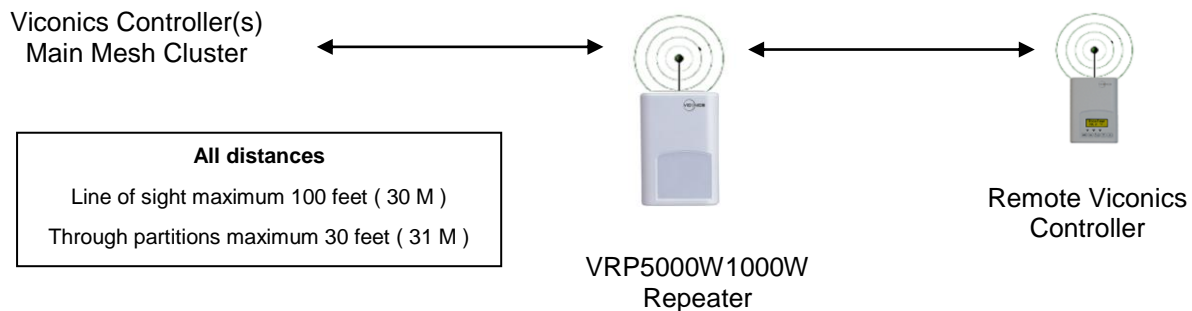 Viconics Controller(s)
Main Mesh Cluster
All distances
Line of sight maximum 100 feet ( 30 M )
Through partitions maximum 30 feet ( 31 M )
VRP5000W1000W
Repeater
Remote Viconics
Controller